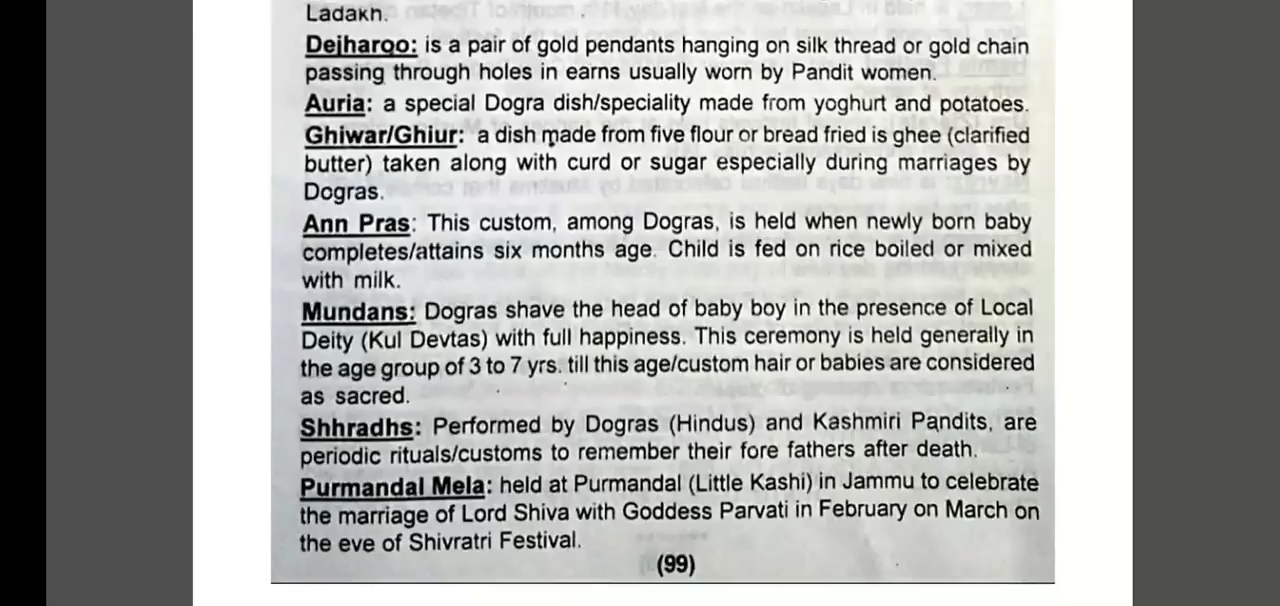 Ladakh.
Dejharoo: is a pair of gold pendants hanging on silk thread or gold chain
passing through holes in earns usually worn by Pandit women.
Auria: a special Dogra dish/speciality made from yoghurt and potatoes.
Ghiwar/Ghiur: a dish made from five flour or bread fried is ghee (clarified
butter) taken along with curd or sugar especially during marriages by
Dogras.
Ann Pras: This custom, among Dogras, is held when newly born baby
completes/attains six months age. Child is fed on rice boiled or mixed
with milk.
Mundans: Dogras shave the head of baby boy in the presence of Local
Deity (Kul Devtas) with full happiness. This ceremony is held generally in
the age group of 3 to 7 yrs. till this age/custom hair or babies are considered
as sacred.
Shhradhs: Performed by Dogras (Hindus) and Kashmiri Pandits, are
periodic rituals/customs to remember their fore fathers after death.
Purmandal Mela: held at Purmandal (Little Kashi) in Jammu to celebrate
the marriage of Lord Shiva with Goddess Parvati in February on March on
the eve of Shivratri Festival.
(99)